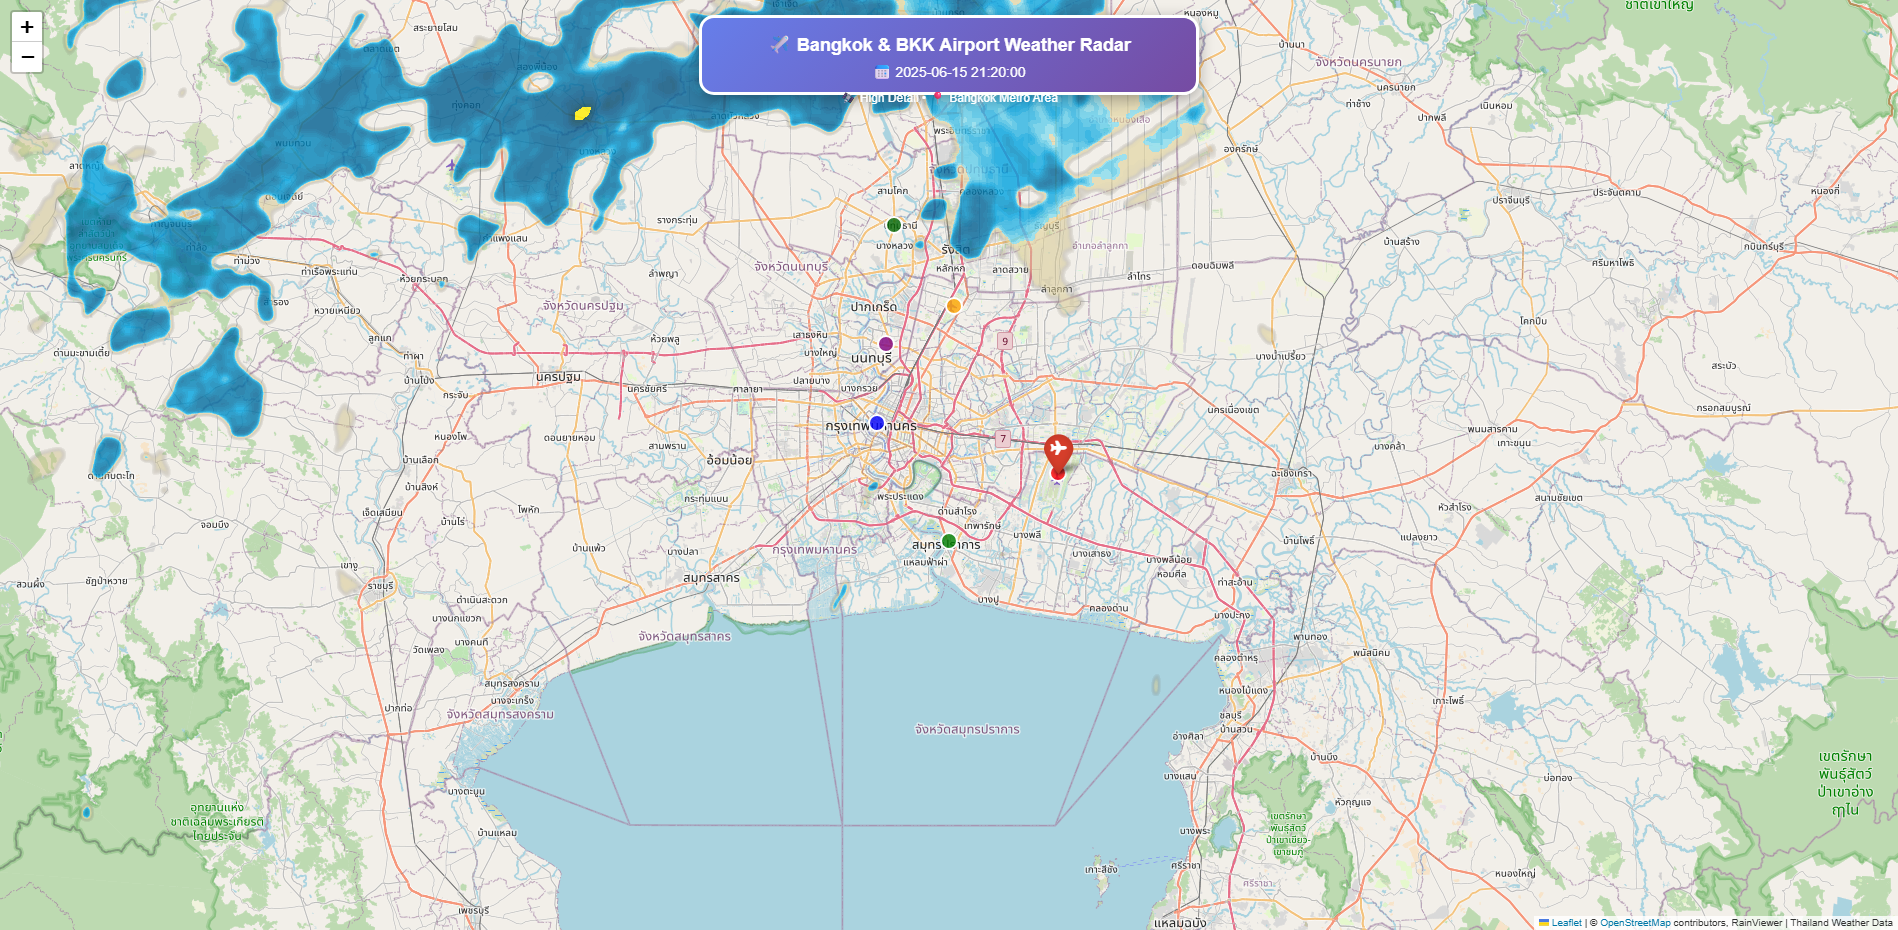 +
−
Bangkok & BKK Airport Weather Radar
2025-06-15 21:20:00
High Detail • Bangkok Metro Area
สระยายโสม
สองพี่น้อง
ทุ่งคอก
พนมทวน
บางหลวง
ลาดบัวหลวง
หนองหมู
บ้านนา
จังหวัดนครนายก
นครนายก
ท่าช้าง
เนินหอม
ปากพลี
องครักษ์
ประจันตคาม
หนองกี่
ปราจีนบุรี
บ้านสร้าง
กบินทร์บุรี
ศรีมหาโพธิ
ลาดหญ้า
ท่าม่วง
ท่าเรือพระแท่น
กำแพงแสน
รางกระทุ่ม
ลำพญา
ห้วยกระบอก
หวายเหนียว
ลูกแก
ด่านมะขามเตี้ย
ท่าผา
บ้านโป่ง
กระจับ
จังหวัดนครปฐม
จังหวัดนนทบุรี
จังหวัดปทุมธานี
สามโคก
บางหลวง
คลองหลวง
รังสิต
หลักหก
ลาดสวาย
ธัญบุรี
อำเภอลำลูกกา
ลำลูกกา
ลำไทร
ดอนฉิมพลี
ปากเกร็ด
เสาธงหิน
บางใหญ่
นนทบุรี
ปลายบาง
บางกรวย
ศาลายา
ห้วยพลู
นครปฐม
นครชัยศรี
9
7
โคกปีบ
บางน้ำเปรี้ยว
สระบัว
กรอกสมบูรณ์
นครเนื่องเขต
พนมสารคาม
เกาะขนุน
บางคล้า
ฉะเชิงเทรา
สนามชัยเขต
หัวสำโรง
แปลงยาว
บ้านโพธิ์
กรุงเทพมหานคร
ดอนยายหอม
สามพราน
อ้อมน้อย
กระทุ่มแบน
หนองโพ
บ้านเลือก
บ้านสิงห์
เจ็ดเสมียน
บ้านไร่
ไพหัก
จอมบึง
บ้านแพ้ว
บางปลา
สมุทรสาคร
กรุงเทพมหานคร
พระประแดง
ด่านสำโรง
เทพารักษ์
บางพลี
แหลมฟ้าผ่า
บางเสาธง
บางพลีน้อย
หอมศีล
ท่าสะอ้าน
บางปู
คลองด่าน
บางปะกง
พานทอง
พนัสนิคม
คลองตำหรุ
หนองไม้แดง
ชลบุรี
บ้านสวน
อ่างศิลา
เกาะโพธิ์
บ้านบึง
บ่อทอง
บางแสน
หัวกุญแจ
บางพระ
ศรีราชา
ศรีราชา
หนองใหญ่
เกาะสีชัง
แหลมฉบัง
สวนผึ้ง
ชัฏป่าหวาย
เขางู
ราชบุรี
ดำเนินสะดวก
บางนกแขวก
บางคนที
วัดเพลง
สมุทรสงคราม
บางจะเกร็ง
ปากท่อ
จังหวัดสมุทรสงคราม
จังหวัดสมุทรสาคร
จังหวัดสมุทรปราการ
บางตะบูน
บ้านแหลม
เพชรบุรี
อุทยานแห่ง
ชาติเฉลิมพระเกียรติ
ไทยประจัน
เขตรักษา
พันธุ์สัตว์
ป่าเขาเขียว-
เขาชมภู่
เขตรักษา
พันธุ์สัตว์
ป่าเขาอ่าง
ฤๅไน
Leaflet | © OpenStreetMap contributors, RainViewer | Thailand Weather Data